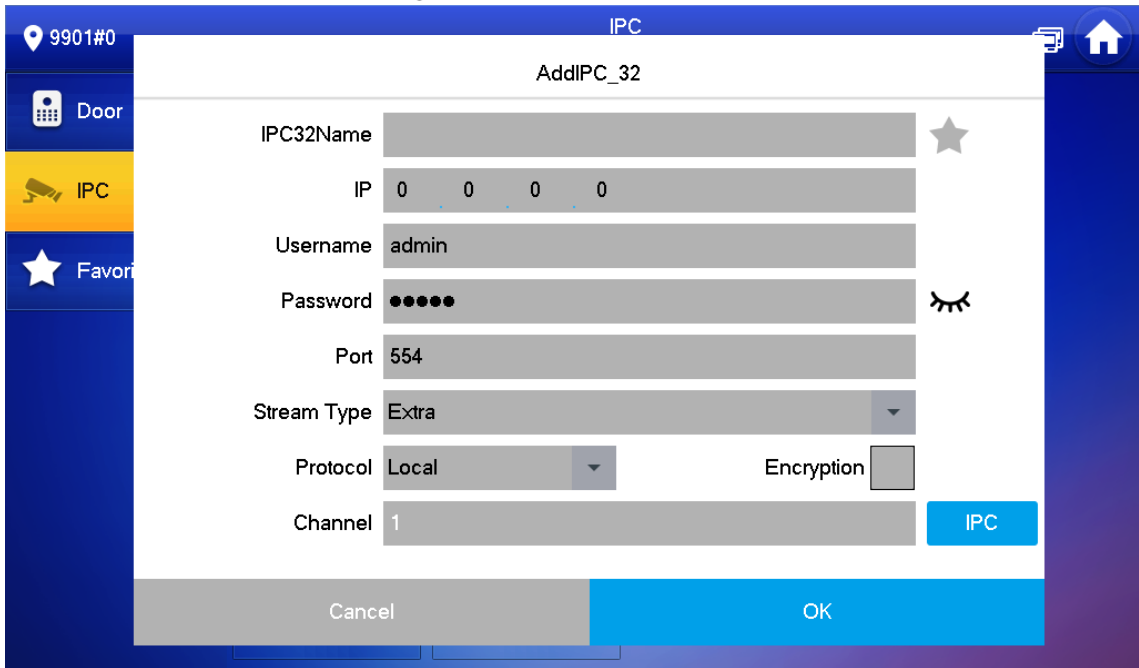 IPC
9901#0
AddIPC_32
Door
IPC32Name
IPC
IP 0 . 0 . 0 . 0
Username admin
Favori
Password ●●●●●
Port 554
Stream Type Extra
Protocol Local Encryption
Channel 1 IPC
Cancel OK